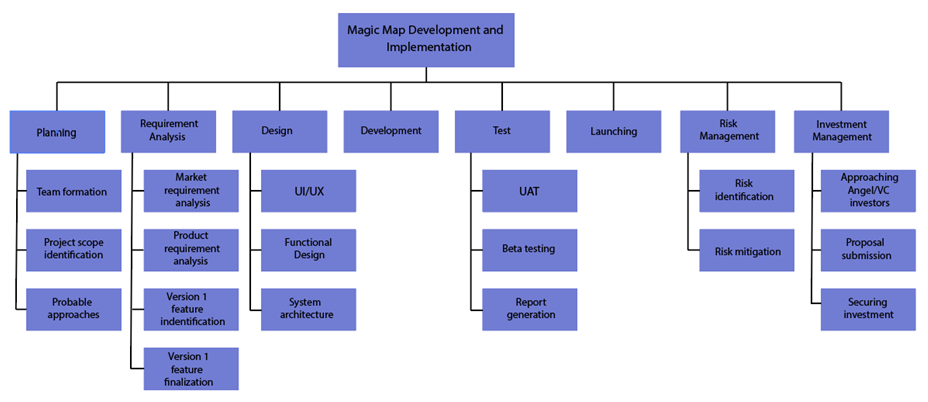 Magic Map Development and
Implementation
Planning
Requirement
Analysis
Design
Development
Test
Launching
Risk
Management
Investment
Management
Team formation
Project scope
identification
Probable
approaches
Market
requirement
analysis
Product
requirement
analysis
Version 1
feature
indentification
Version 1
feature
finalization
UI/UX
Functional
Design
System
architecture
UAT
Beta testing
Report
generation
Risk
identification
Risk mitigation
Approaching
Angel/VC
investors
Proposal
submission
Securing
investment